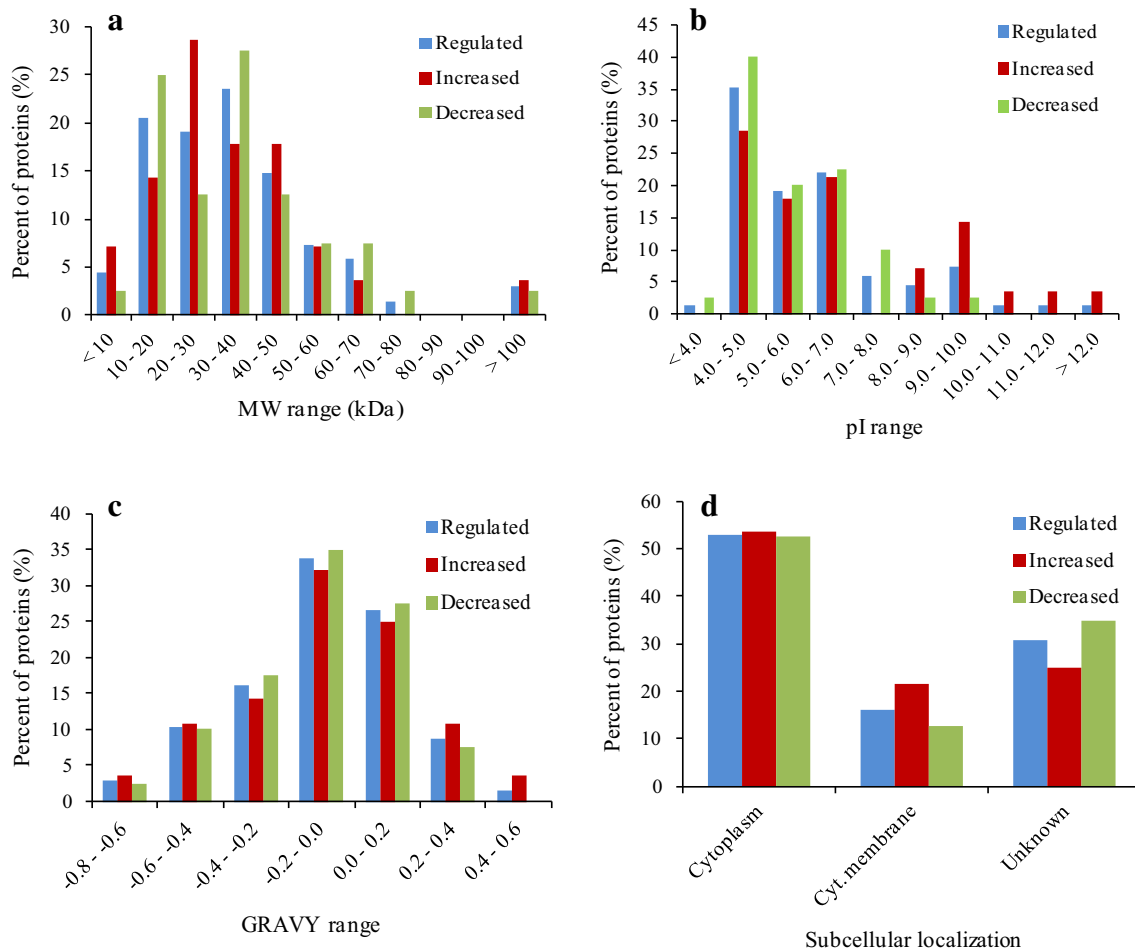 a
Percent of proteins (%)
30
25
20
15
10
5
0
Regulated
Increased
Decreased
< 10
10 - 20
20 - 30
30 - 40
40 - 50
50 - 60
60 - 70
70 - 80
80 - 90
90 -100
> 100
MW range (kDa)
b
Percent of proteins (%)
45
40
35
30
25
20
15
10
5
0
Regulated
Increased
Decreased
< 4.0
4.0 - 5.0
5.0 - 6.0
6.0 - 7.0
7.0 - 8.0
8.0 - 9.0
9.0 - 10.0
10.0 - 11.0
11.0 - 12.0
> 12.0
pI range
c
Percent of proteins (%)
40
35
30
25
20
15
10
5
0
Regulated
Increased
Decreased
-0.8 - -0.6
-0.6 - -0.4
-0.4 - -0.2
-0.2 - 0.0
0.0 - 0.2
0.2 - 0.4
0.4 - 0.6
GRAVY range
d
Percent of proteins (%)
60
50
40
30
20
10
0
Regulated
Increased
Decreased
Cytoplasm
Cyt. membrane
Unknown
Subcellular localization